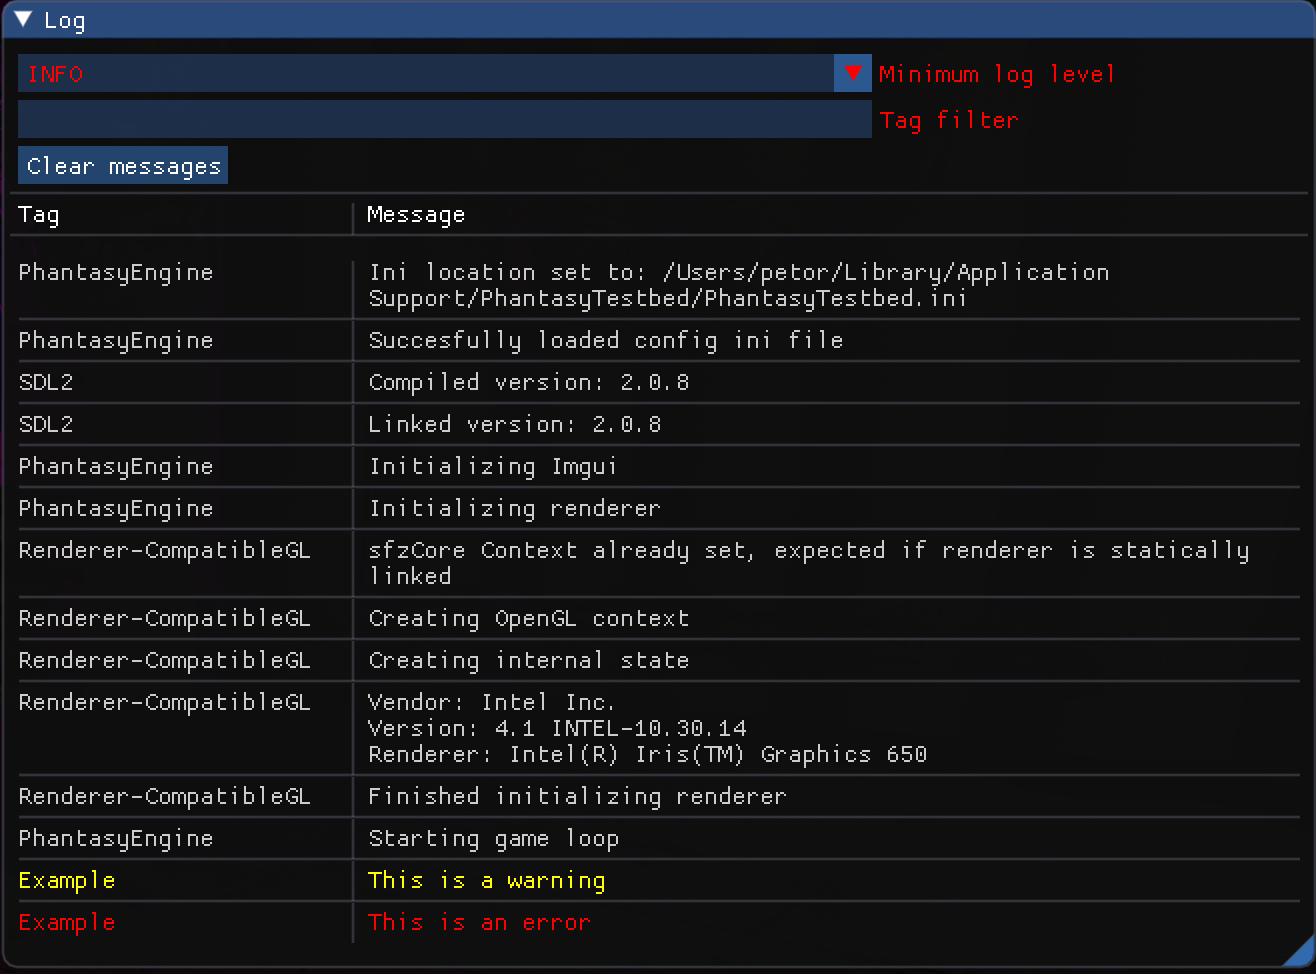 Log
INFO Minimum log level
Tag filter
Clear messages
Tag Message
PhantasyEngine Ini location set to: /Users/petor/Library/Application
Support/PhantasyTestbed/PhantasyTestbed.ini
PhantasyEngine Succesfully loaded config ini file
SDL2 Compiled version: 2.0.8
SDL2 Linked version: 2.0.8
PhantasyEngine Initializing Imgui
PhantasyEngine Initializing renderer
Renderer-CompatibleGL sfzCore Context already set, expected if renderer is statically
linked
Renderer-CompatibleGL Creating OpenGL context
Renderer-CompatibleGL Creating internal state
Renderer-CompatibleGL Vendor: Intel Inc.
Version: 4.1 INTEL-10.30.14
Renderer: Intel(R) Iris(TM) Graphics 650
Renderer-CompatibleGL Finished initializing renderer
PhantasyEngine Starting game loop
Example This is a warning
Example This is an error